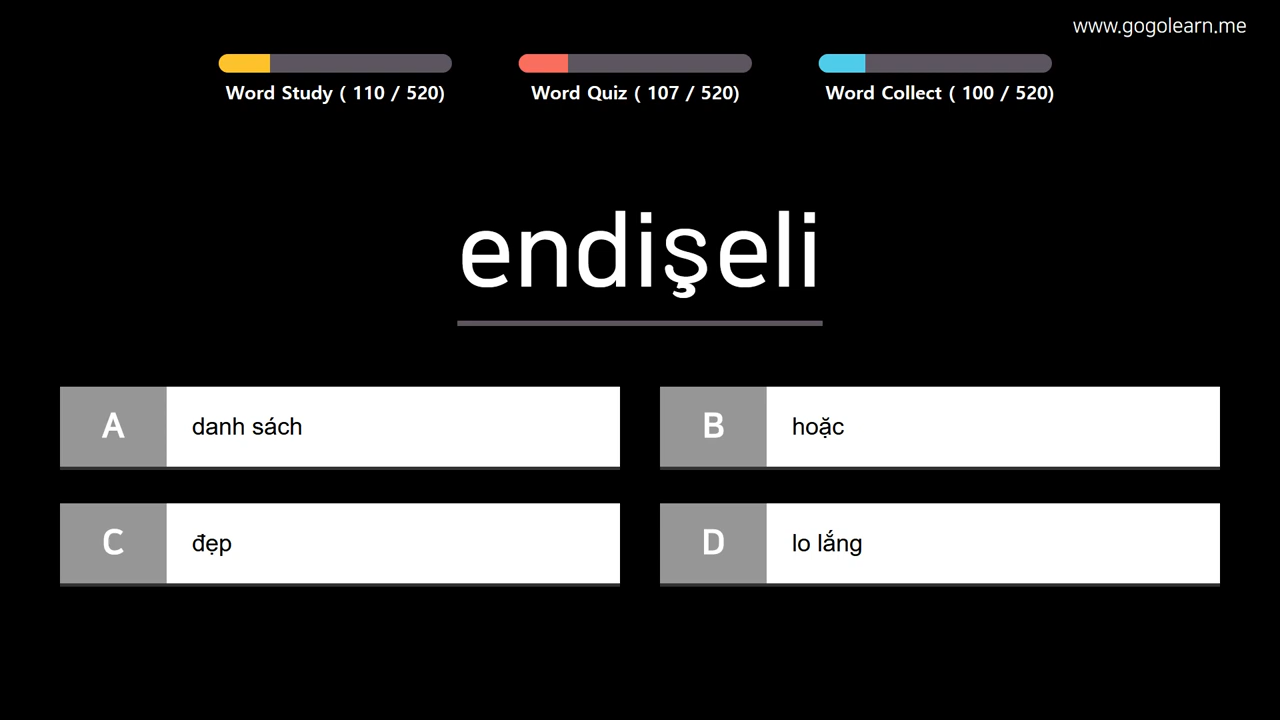 www.gogolearn.me
Word Study ( 110 / 520)
Word Quiz ( 107 / 520)
Word Collect ( 100 / 520)
endişeli
A danh sách
B hoặc
C đẹp
D lo lắng